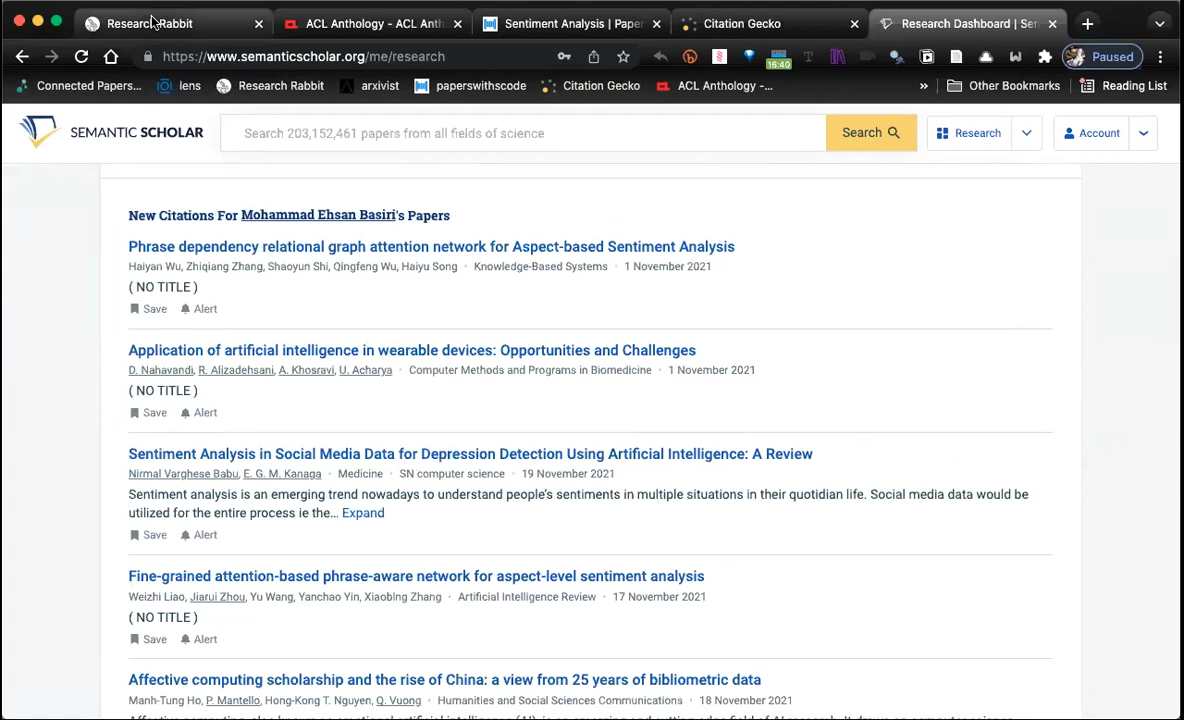 Research Rabbit
ACL Anthology - ACL Anth
Sentiment Analysis | Pape
Citation Gecko
Research Dashboard | Sem
https://www.semanticscholar.org/me/research
16:40
Paused
Connected Papers...
lens
Research Rabbit
arxivist
paperswithcode
Citation Gecko
ACL Anthology -...
»
Other Bookmarks
Reading List
SEMANTIC SCHOLAR
Search 203,152,461 papers from all fields of science
Search
Research
Account
New Citations For Mohammad Ehsan Basiri's Papers
Phrase dependency relational graph attention network for Aspect-based Sentiment Analysis
Haiyan Wu, Zhiqiang Zhang, Shaoyun Shi, Qingfeng Wu, Haiyu Song · Knowledge-Based Systems · 1 November 2021
( NO TITLE )
Save Alert
Application of artificial intelligence in wearable devices: Opportunities and Challenges
D. Nahavandi, R. Alizadehsani, A. Khosravi, U. Acharya · Computer Methods and Programs in Biomedicine · 1 November 2021
( NO TITLE )
Save Alert
Sentiment Analysis in Social Media Data for Depression Detection Using Artificial Intelligence: A Review
Nirmal Varghese Babu, E. G. M. Kanaga · Medicine · SN computer science · 19 November 2021
Sentiment analysis is an emerging trend nowadays to understand people's sentiments in multiple situations in their quotidian life. Social media data would be
utilized for the entire process ie the... Expand
Save Alert
Fine-grained attention-based phrase-aware network for aspect-level sentiment analysis
Weizhi Liao, Jiarui Zhou, Yu Wang, Yanchao Yin, Xiaobing Zhang · Artificial Intelligence Review · 17 November 2021
( NO TITLE )
Save Alert
Affective computing scholarship and the rise of China: a view from 25 years of bibliometric data
Manh-Tung Ho, P. Mantello, Hong-Kong T. Nguyen, Q. Vuong · Humanities and Social Sciences Communications · 18 November 2021